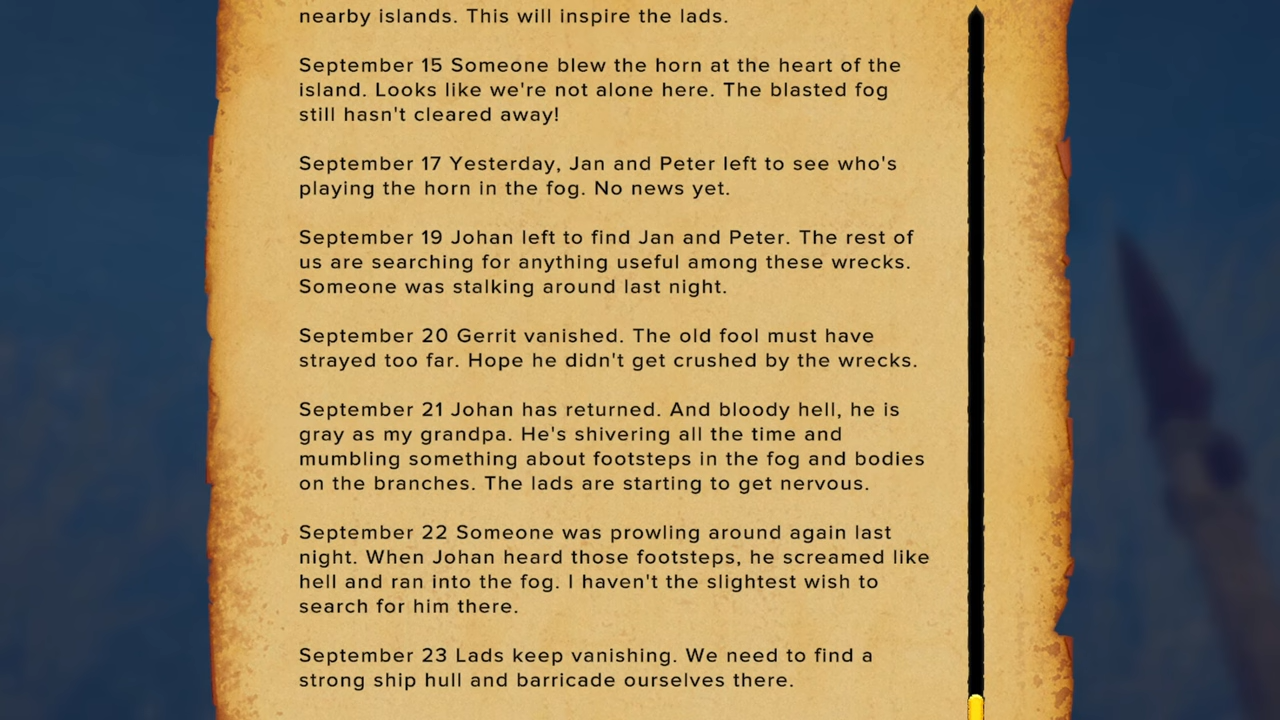 nearby islands. This will inspire the lads.
September 15 Someone blew the horn at the heart of the
island. Looks like we're not alone here. The blasted fog
still hasn't cleared away!
September 17 Yesterday, Jan and Peter left to see who's
playing the horn in the fog. No news yet.
September 19 Johan left to find Jan and Peter. The rest of
us are searching for anything useful among these wrecks.
Someone was stalking around last night.
September 20 Gerrit vanished. The old fool must have
strayed too far. Hope he didn't get crushed by the wrecks.
September 21 Johan has returned. And bloody hell, he is
gray as my grandpa. He's shivering all the time and
mumbling something about footsteps in the fog and bodies
on the branches. The lads are starting to get nervous.
September 22 Someone was prowling around again last
night. When Johan heard those footsteps, he screamed like
hell and ran into the fog. I haven't the slightest wish to
search for him there.
September 23 Lads keep vanishing. We need to find a
strong ship hull and barricade ourselves there.